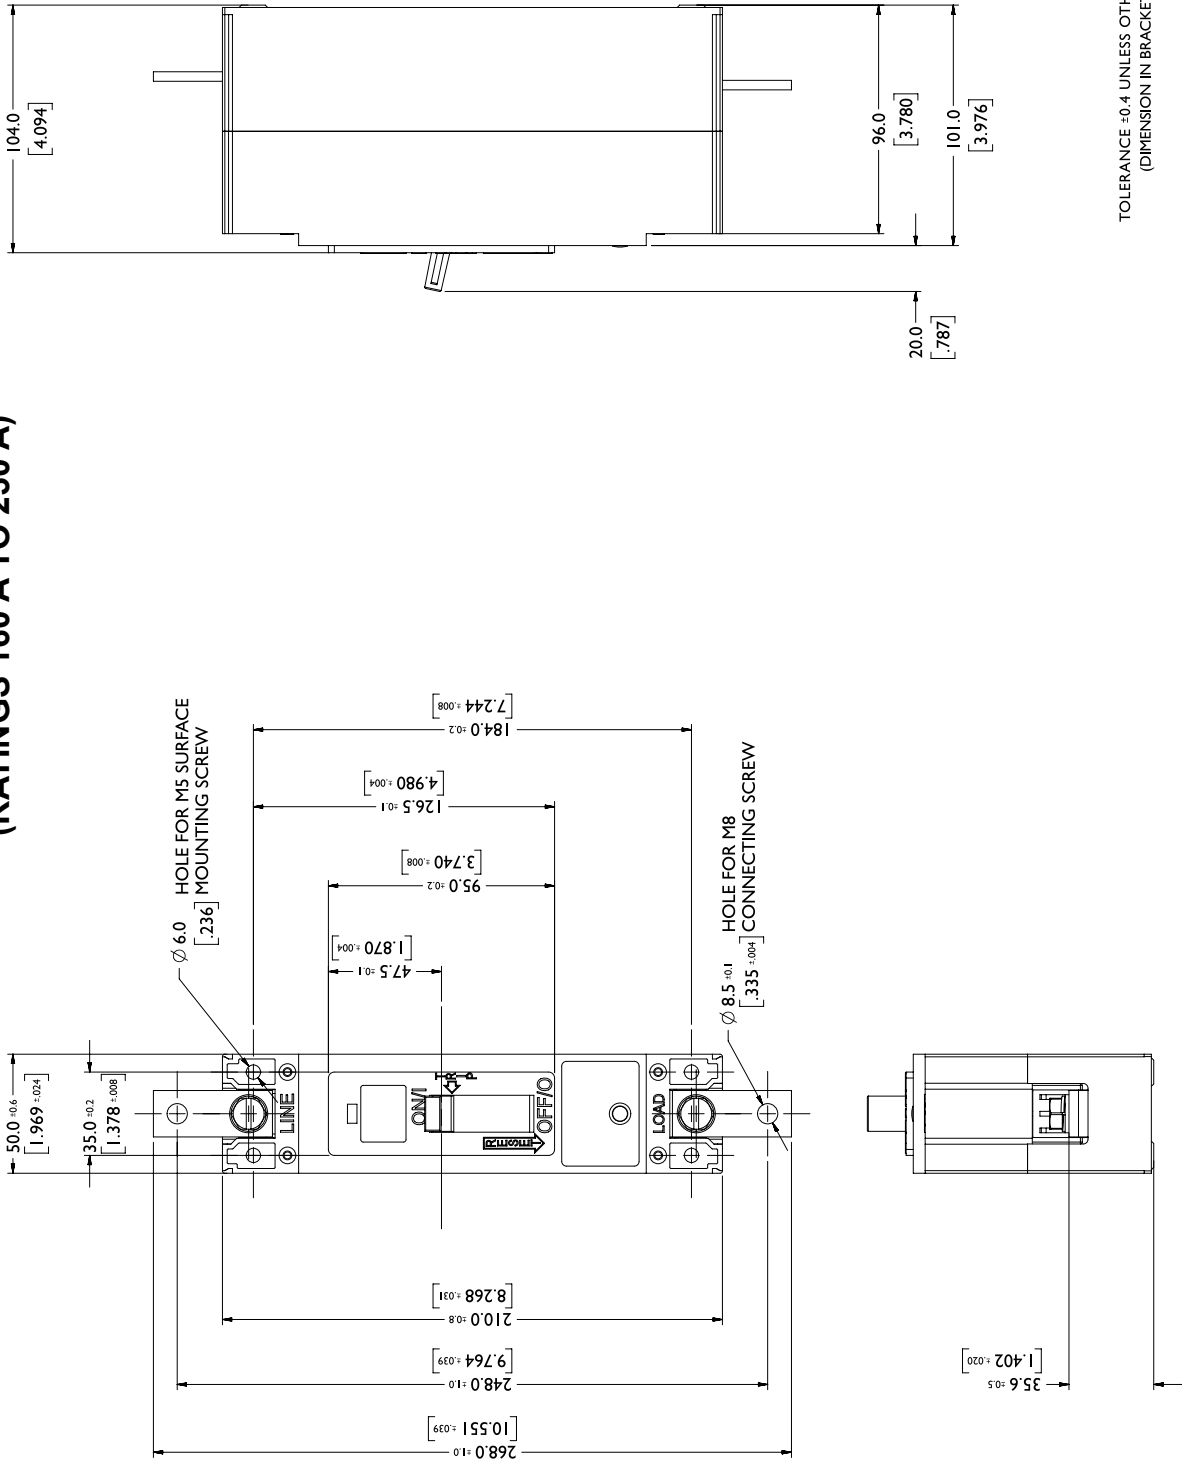 (RATINGS 160 A TO 250 A)
104.0
[4.094]
96.0
[3.780]
101.0
[3.976]
20.0
[.787]
TOLERANCE ±0.4 UNLESS OTH
(DIMENSION IN BRACKET
50.0 ±0.6
[1.969 ±.024]
35.0 ±0.2
[1.378 ±.008]
Ø 6.0
[.236]
HOLE FOR M5 SURFACE
MOUNTING SCREW
184.0 ±0.2
[7.244 ±.008]
126.5 ±0.1
[4.980 ±.004]
95.0 ±0.2
[3.740 ±.008]
47.5 ±0.1
[1.870 ±.004]
Ø 8.5 ±0.1
[.335 ±.004]
HOLE FOR M8
CONNECTING SCREW
LINE
ON/I
TRIP
OFF/O
LOAD
210.0 ±0.8
[8.268 ±.031]
248.0 ±1.0
[9.764 ±.039]
268.0 ±1.0
[10.551 ±.039]
35.6 ±0.5
[1.402 ±.020]